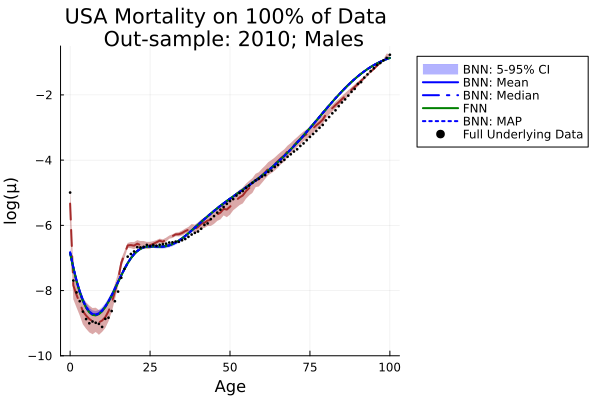 USA Mortality on 100% of Data
Out-sample: 2010; Males
BNN: 5-95% CI
BNN: Mean
BNN: Median
FNN
BNN: MAP
Full Underlying Data
log(μ)
−2
−4
−6
−8
−10
0
25
50
75
100
Age